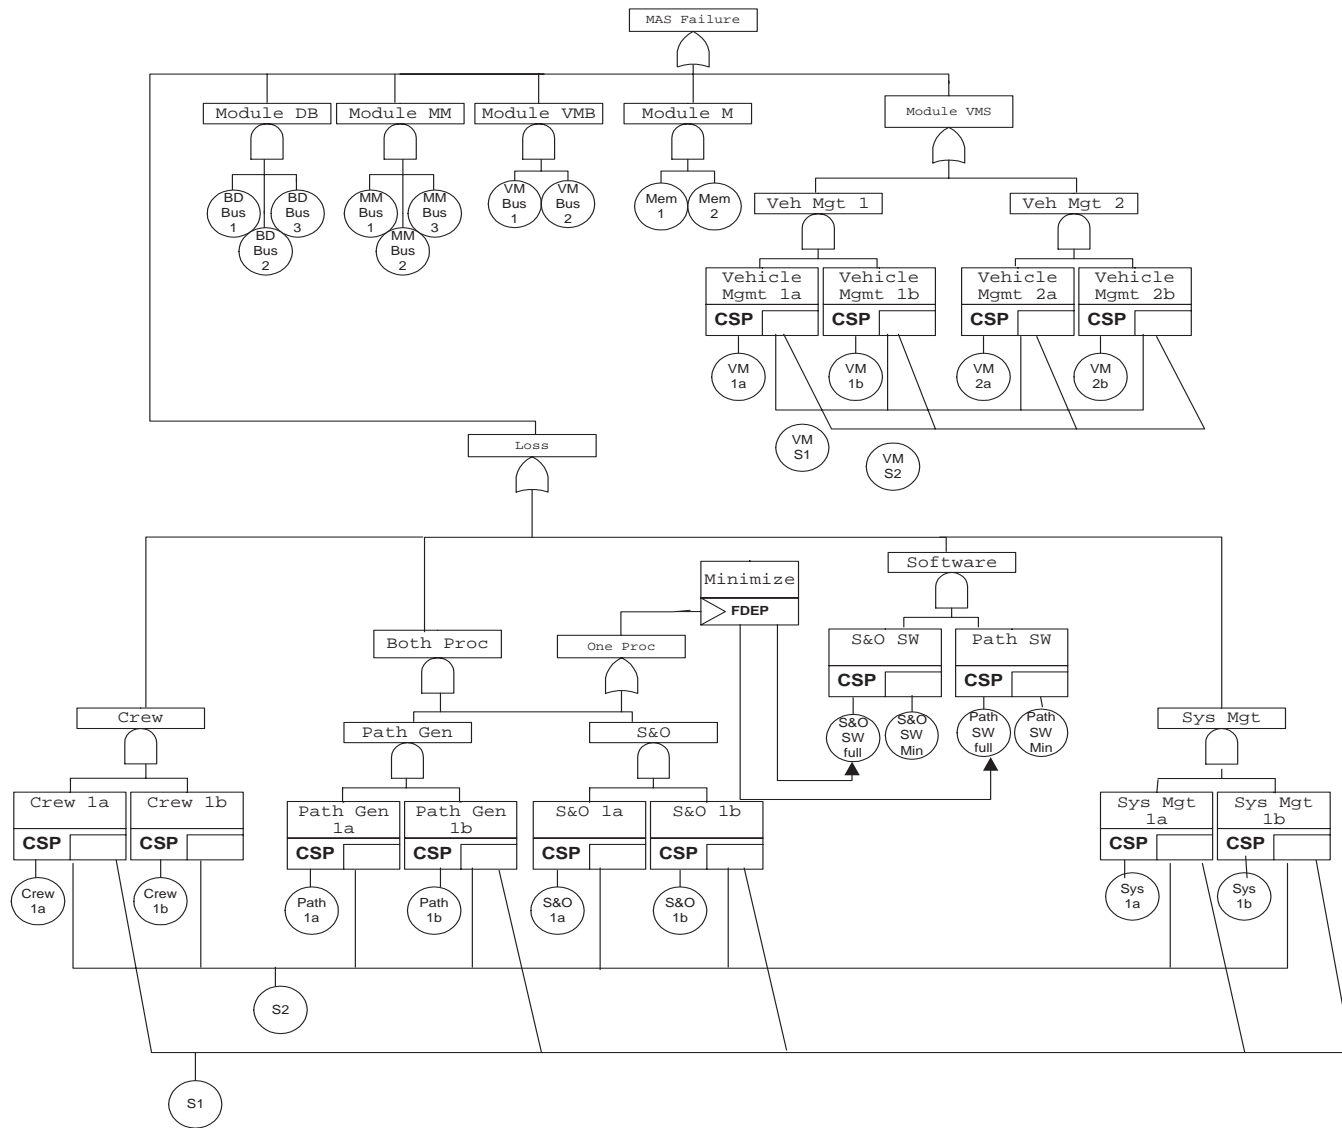 MAS Failure
Module DB
Module MM
Module VMB
Module M
Module VMS
BD
Bus
1
BD
Bus
2
BD
Bus
3
MM
Bus
1
MM
Bus
2
MM
Bus
3
VM
Bus
1
VM
Bus
2
Mem
1
Mem
2
Veh Mgt 1
Veh Mgt 2
Vehicle
Mgmt 1a
CSP
Vehicle
Mgmt 1b
CSP
Vehicle
Mgmt 2a
CSP
Vehicle
Mgmt 2b
CSP
VM
1a
VM
1b
VM
2a
VM
2b
VM
S1
VM
S2
Loss
Software
Minimize
FDEP
Both Proc
One Proc
S&O SW
CSP
Path SW
CSP
S&O
SW
full
S&O
SW
Min
Path
SW
full
Path
SW
Min
Crew
Path Gen
S&O
Sys Mgt
Crew 1a
CSP
Crew 1b
CSP
Path Gen
1a
CSP
Path Gen
1b
CSP
S&O 1a
CSP
S&O 1b
CSP
Sys Mgt
1a
CSP
Sys Mgt
1b
CSP
Crew
1a
Crew
1b
Path
1a
Path
1b
S&O
1a
S&O
1b
Sys
1a
Sys
1b
S2
S1